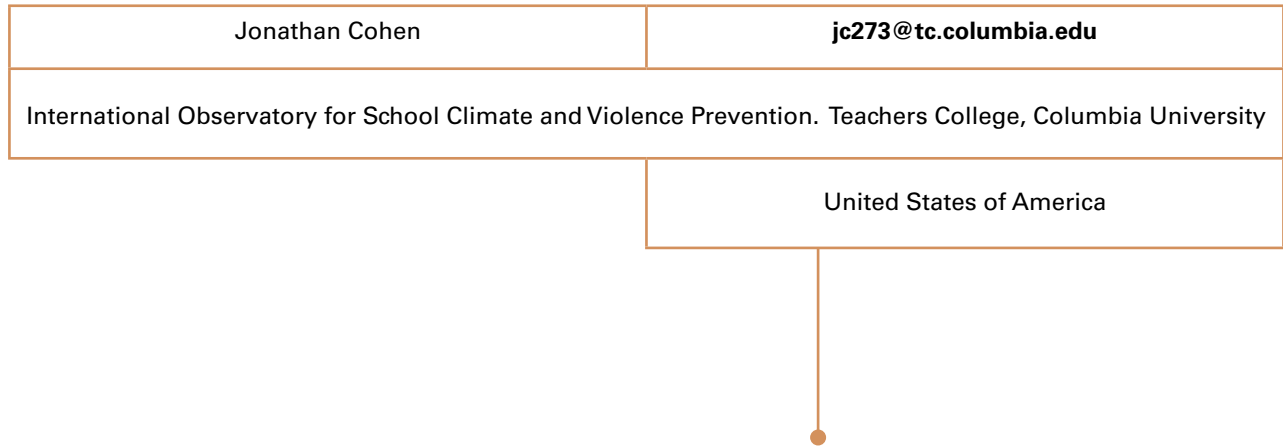 Jonathan Cohen
jc273@tc.columbia.edu
International Observatory for School Climate and Violence Prevention. Teachers College, Columbia University
United States of America